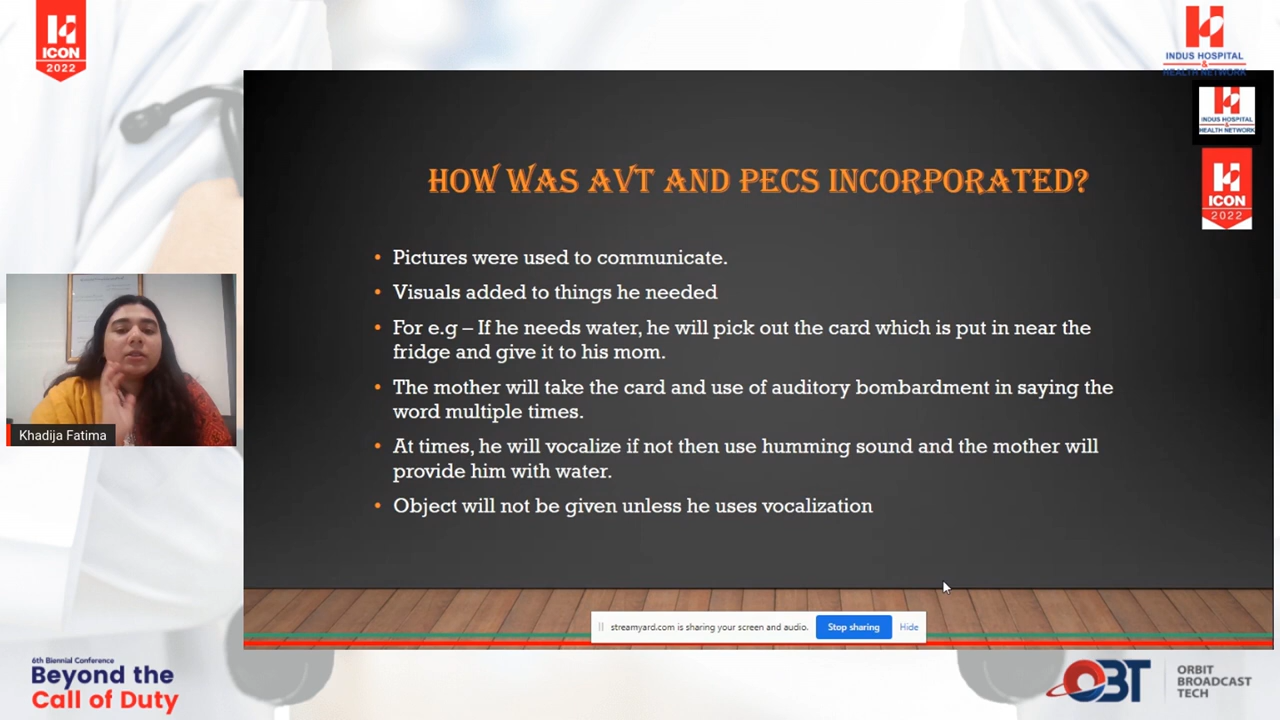 ICON
2022
INDUS HOSPITAL
&
HEALTH NETWORK
INDUS HOSPITAL
&
HEALTH NETWORK
ICON
2022
HOW WAS AVT AND PECS INCORPORATED?
• Pictures were used to communicate.
• Visuals added to things he needed
• For e.g – If he needs water, he will pick out the card which is put in near the
fridge and give it to his mom.
• The mother will take the card and use of auditory bombardment in saying the
word multiple times.
• At times, he will vocalize if not then use humming sound and the mother will
provide him with water.
• Object will not be given unless he uses vocalization
Khadija Fatima
streamyard.com is sharing your screen and audio.
Stop sharing
Hide
6th Biennial Conference
Beyond the
Call of Duty
OBT
ORBIT
BROADCAST
TECH